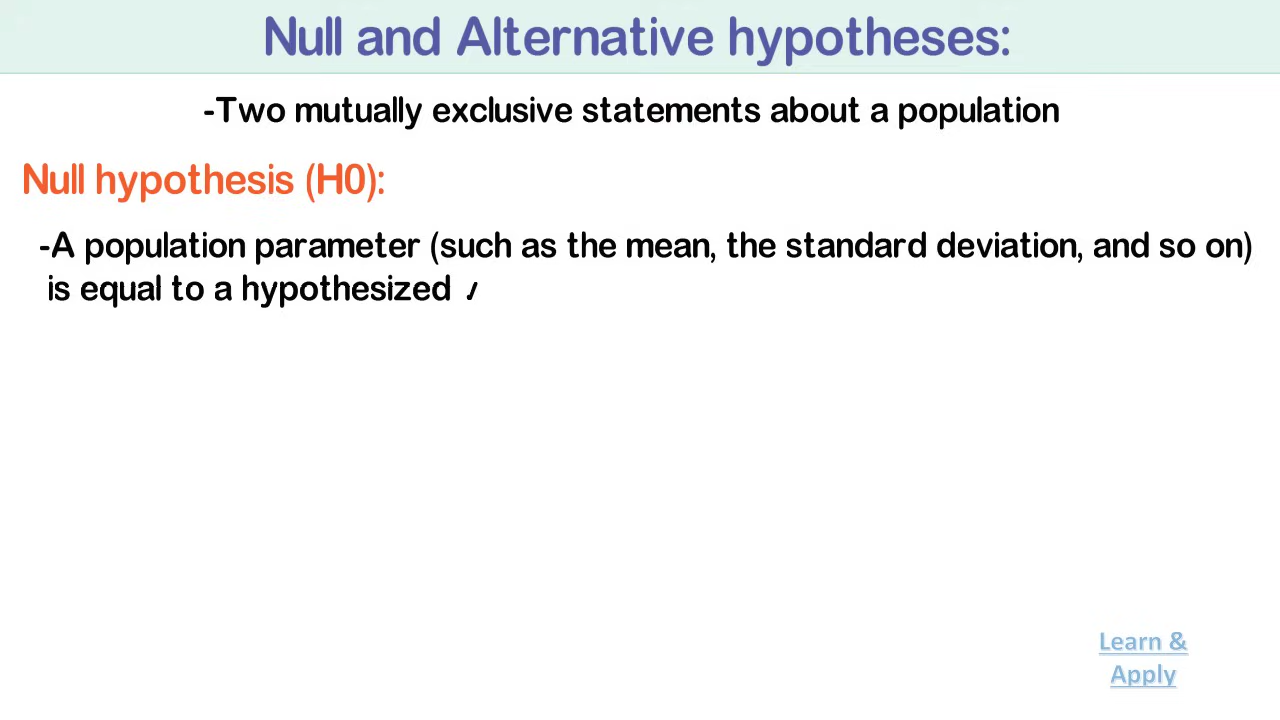 Null and Alternative hypotheses:
-Two mutually exclusive statements about a population
Null hypothesis (H0):
-A population parameter (such as the mean, the standard deviation, and so on)
is equal to a hypothesized
Learn &
Apply